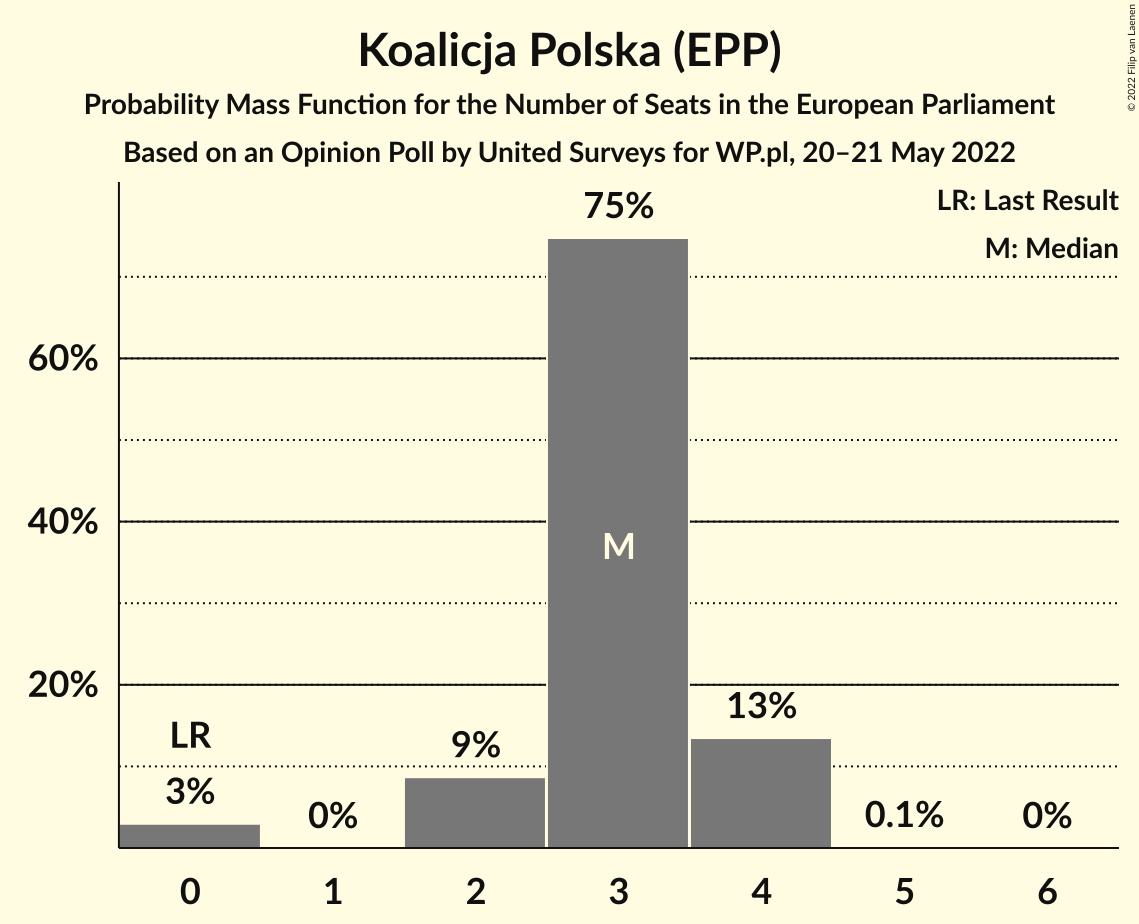 Koalicja Polska (EPP)
Probability Mass Function for the Number of Seats in the European Parliament
Based on an Opinion Poll by United Surveys for WP.pl, 20–21 May 2022
© 2022 Filip van Laenen
LR: Last Result
M: Median
75%
60%
40%
20%
M
LR
3%
0%
9%
13%
0.1%
0%
0 1 2 3 4 5 6